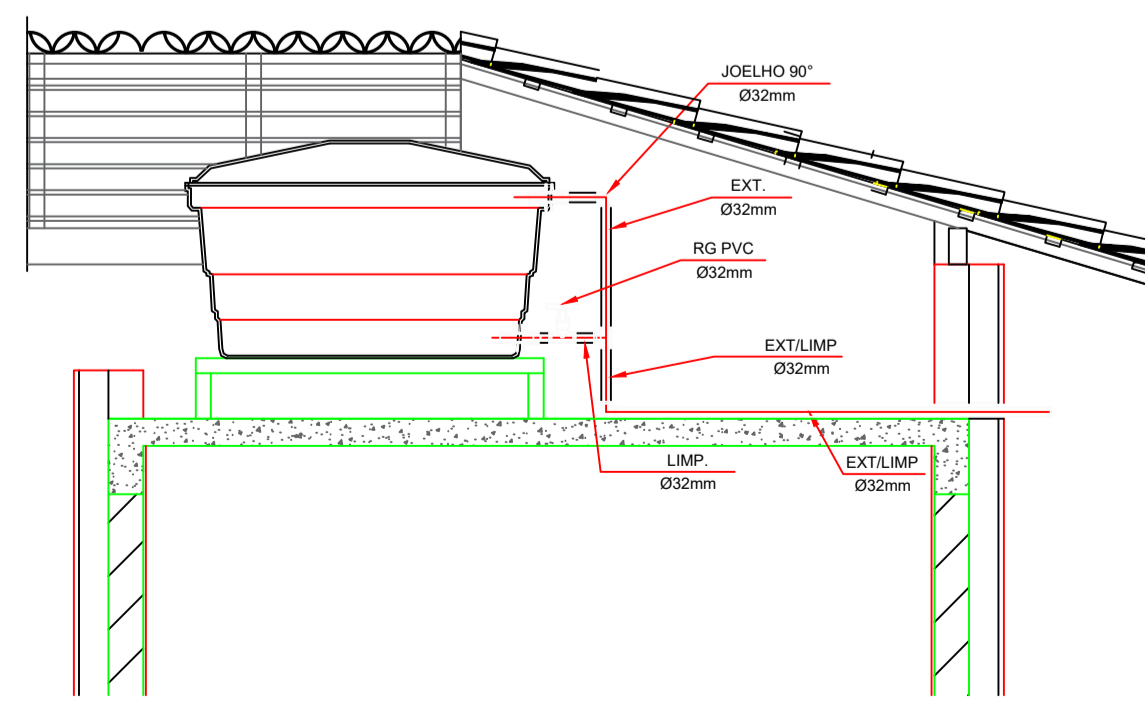 JOELHO 90°
Ø32mm
EXT.
Ø32mm
RG PVC
Ø32mm
EXT/LIMP
Ø32mm
LIMP.
Ø32mm
EXT/LIMP
Ø32mm